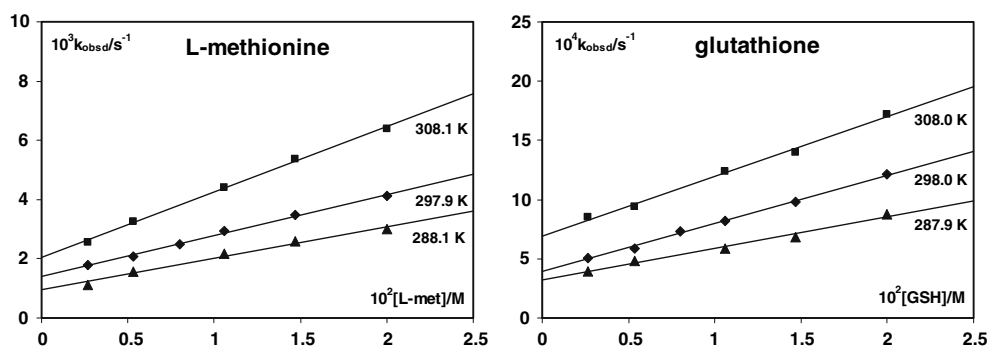 10³kobsd/s⁻¹ L-methionine
10
8
6
4
2
0
308.1 K
297.9 K
288.1 K
10²[L-met]/M
0 0.5 1 1.5 2 2.5
10⁴kobsd/s⁻¹ glutathione
25
20
15
10
5
0
308.0 K
298.0 K
287.9 K
10²[GSH]/M
0 0.5 1 1.5 2 2.5